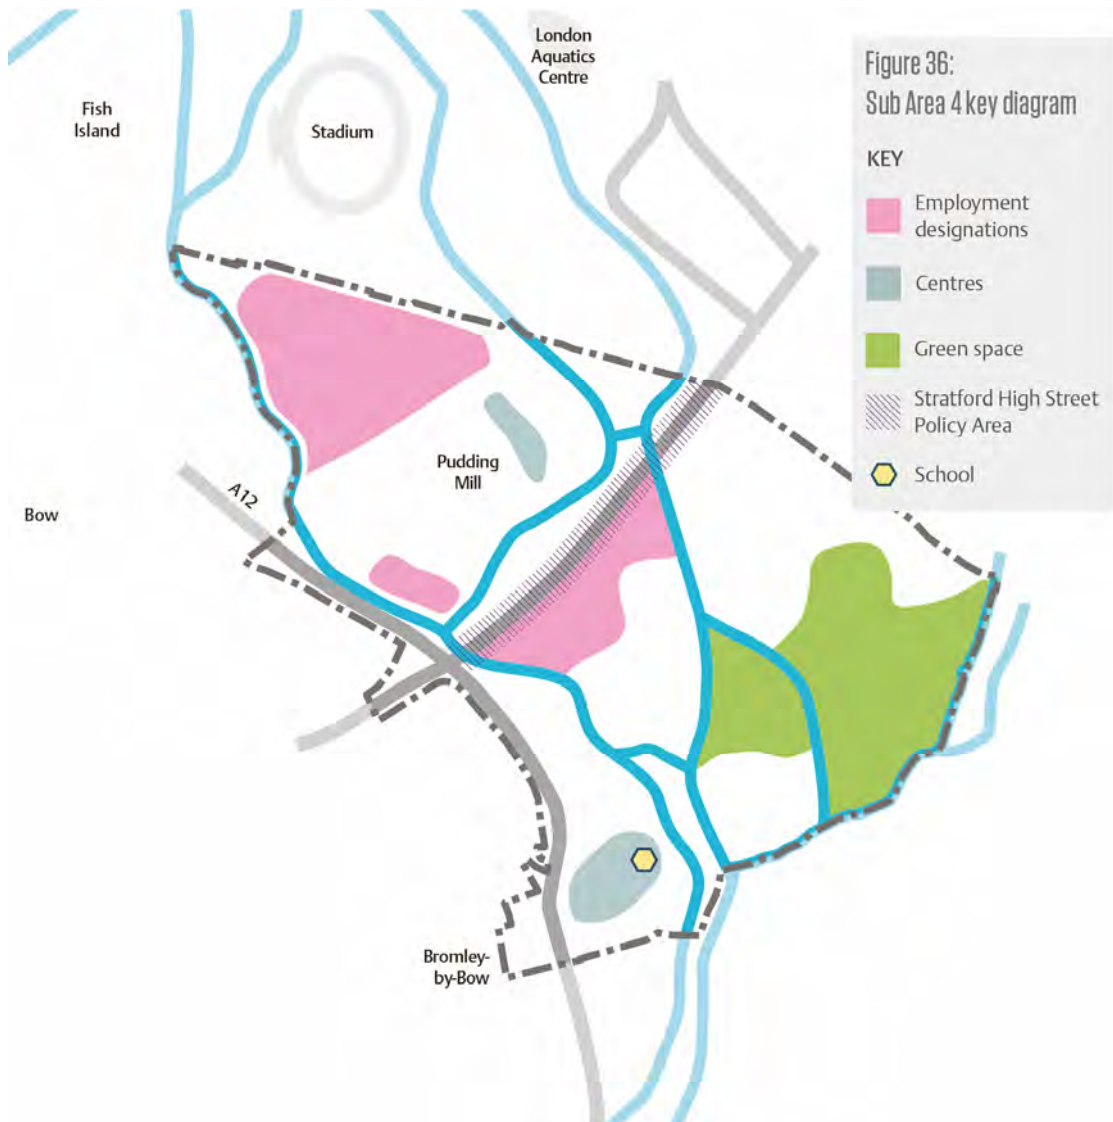 London
Aquatics
Centre
Fish
Island
Stadium
Figure 36:
Sub Area 4 key diagram
KEY
Employment
designations
Centres
Green space
Stratford High Street
Policy Area
School
Pudding
Mill
A12
Bow
Bromley-
by-Bow